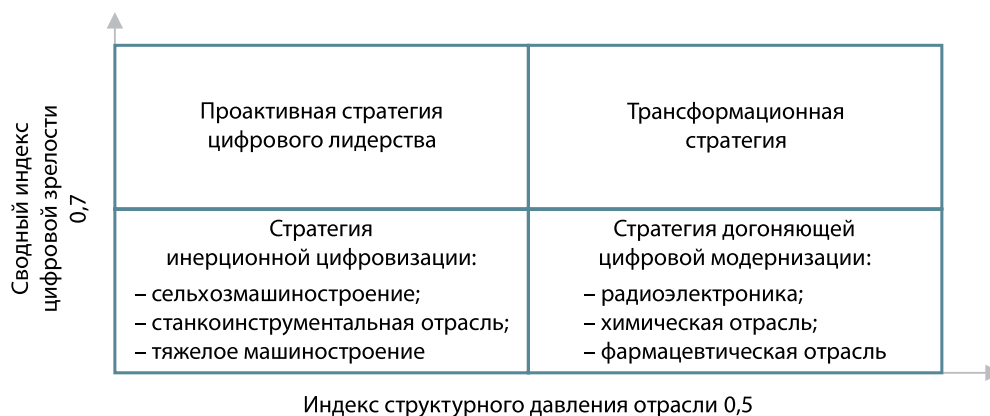 Сводный индекс
цифровой зрелости
0,7
Проактивная стратегия
цифрового лидерства
Трансформационная
стратегия
Стратегия
инерционной цифровизации:
– сельхозмашиностроение;
– станкоинструментальная отрасль;
– тяжелое машиностроение
Стратегия догоняющей
цифровой модернизации:
– радиоэлектроника;
– химическая отрасль;
– фармацевтическая отрасль
Индекс структурного давления отрасли 0,5